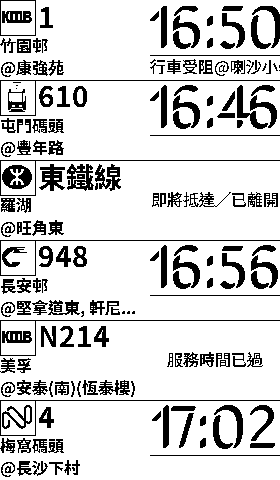 KMB 1 16:50
竹園邨
@康強苑 行車受阻@喇沙小
610 16:46
屯門碼頭
@豐年路
東鐵線
羅湖 即將抵達／已離開
@旺角東
948 16:56
長安邨
@堅拿道東, 軒尼...
KMB N214
美孚 服務時間已過
@安泰(南)(恆泰樓)
4 17:02
梅窩碼頭
@長沙下村